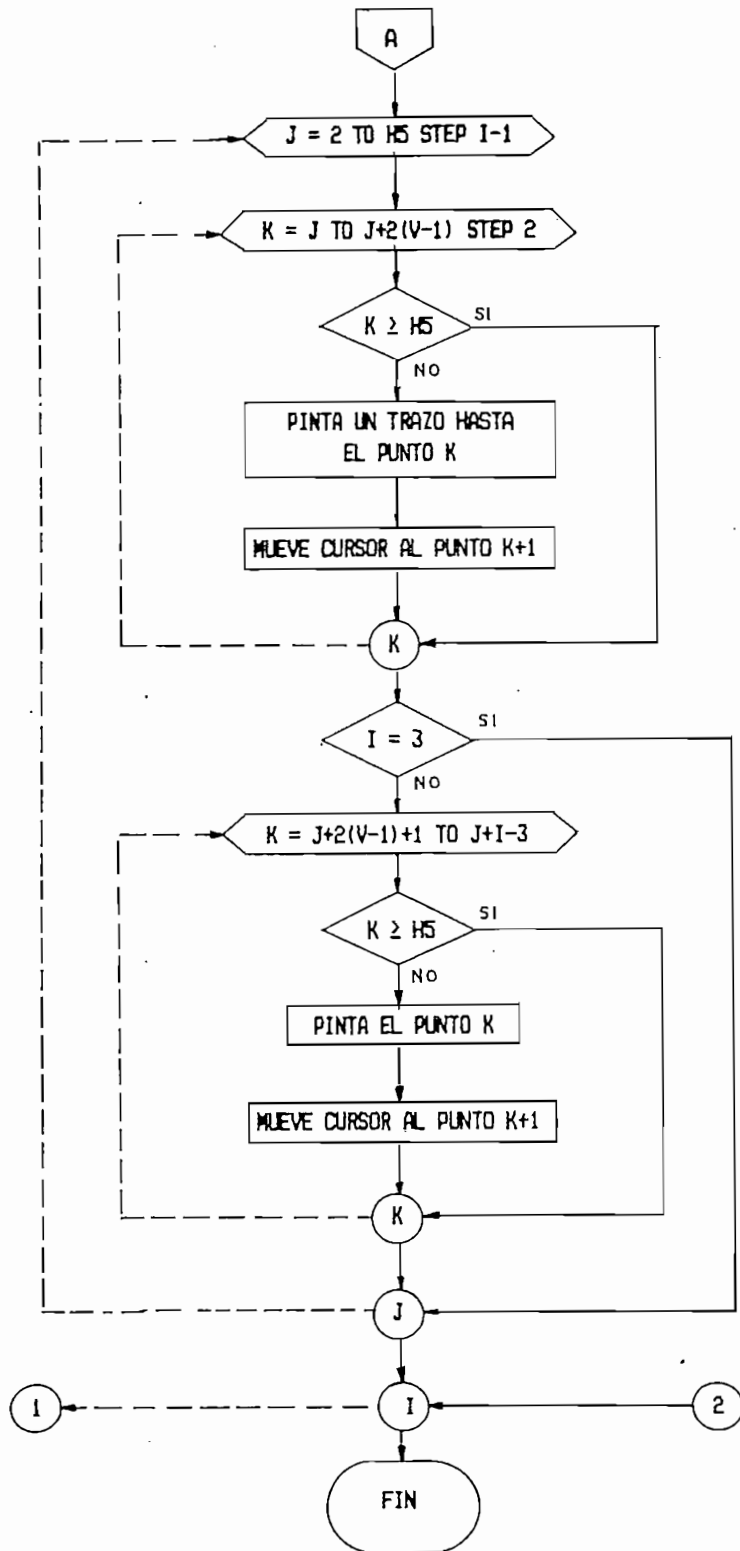 A
J = 2 TO H5 STEP I-1
K = J TO J+2(V-1) STEP 2
K ≥ H5
SI
NO
PINTA UN TRAZO HASTA
EL PUNTO K
MUEVE CURSOR AL PUNTO K+1
K
I = 3
SI
NO
K = J+2(V-1)+1 TO J+I-3
K ≥ H5
SI
NO
PINTA EL PUNTO K
MUEVE CURSOR AL PUNTO K+1
K
J
1
I
2
FIN